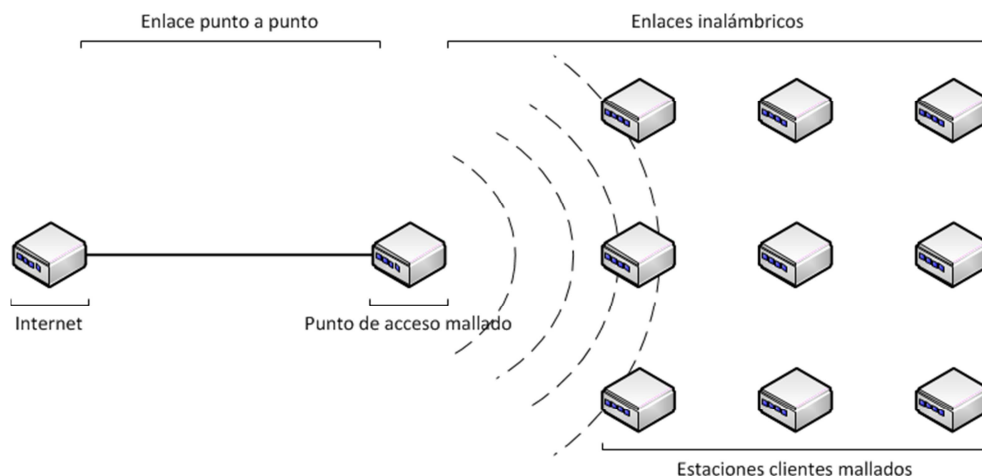 Enlace punto a punto
Enlaces inalámbricos
Internet
Punto de acceso mallado
Estaciones clientes mallados